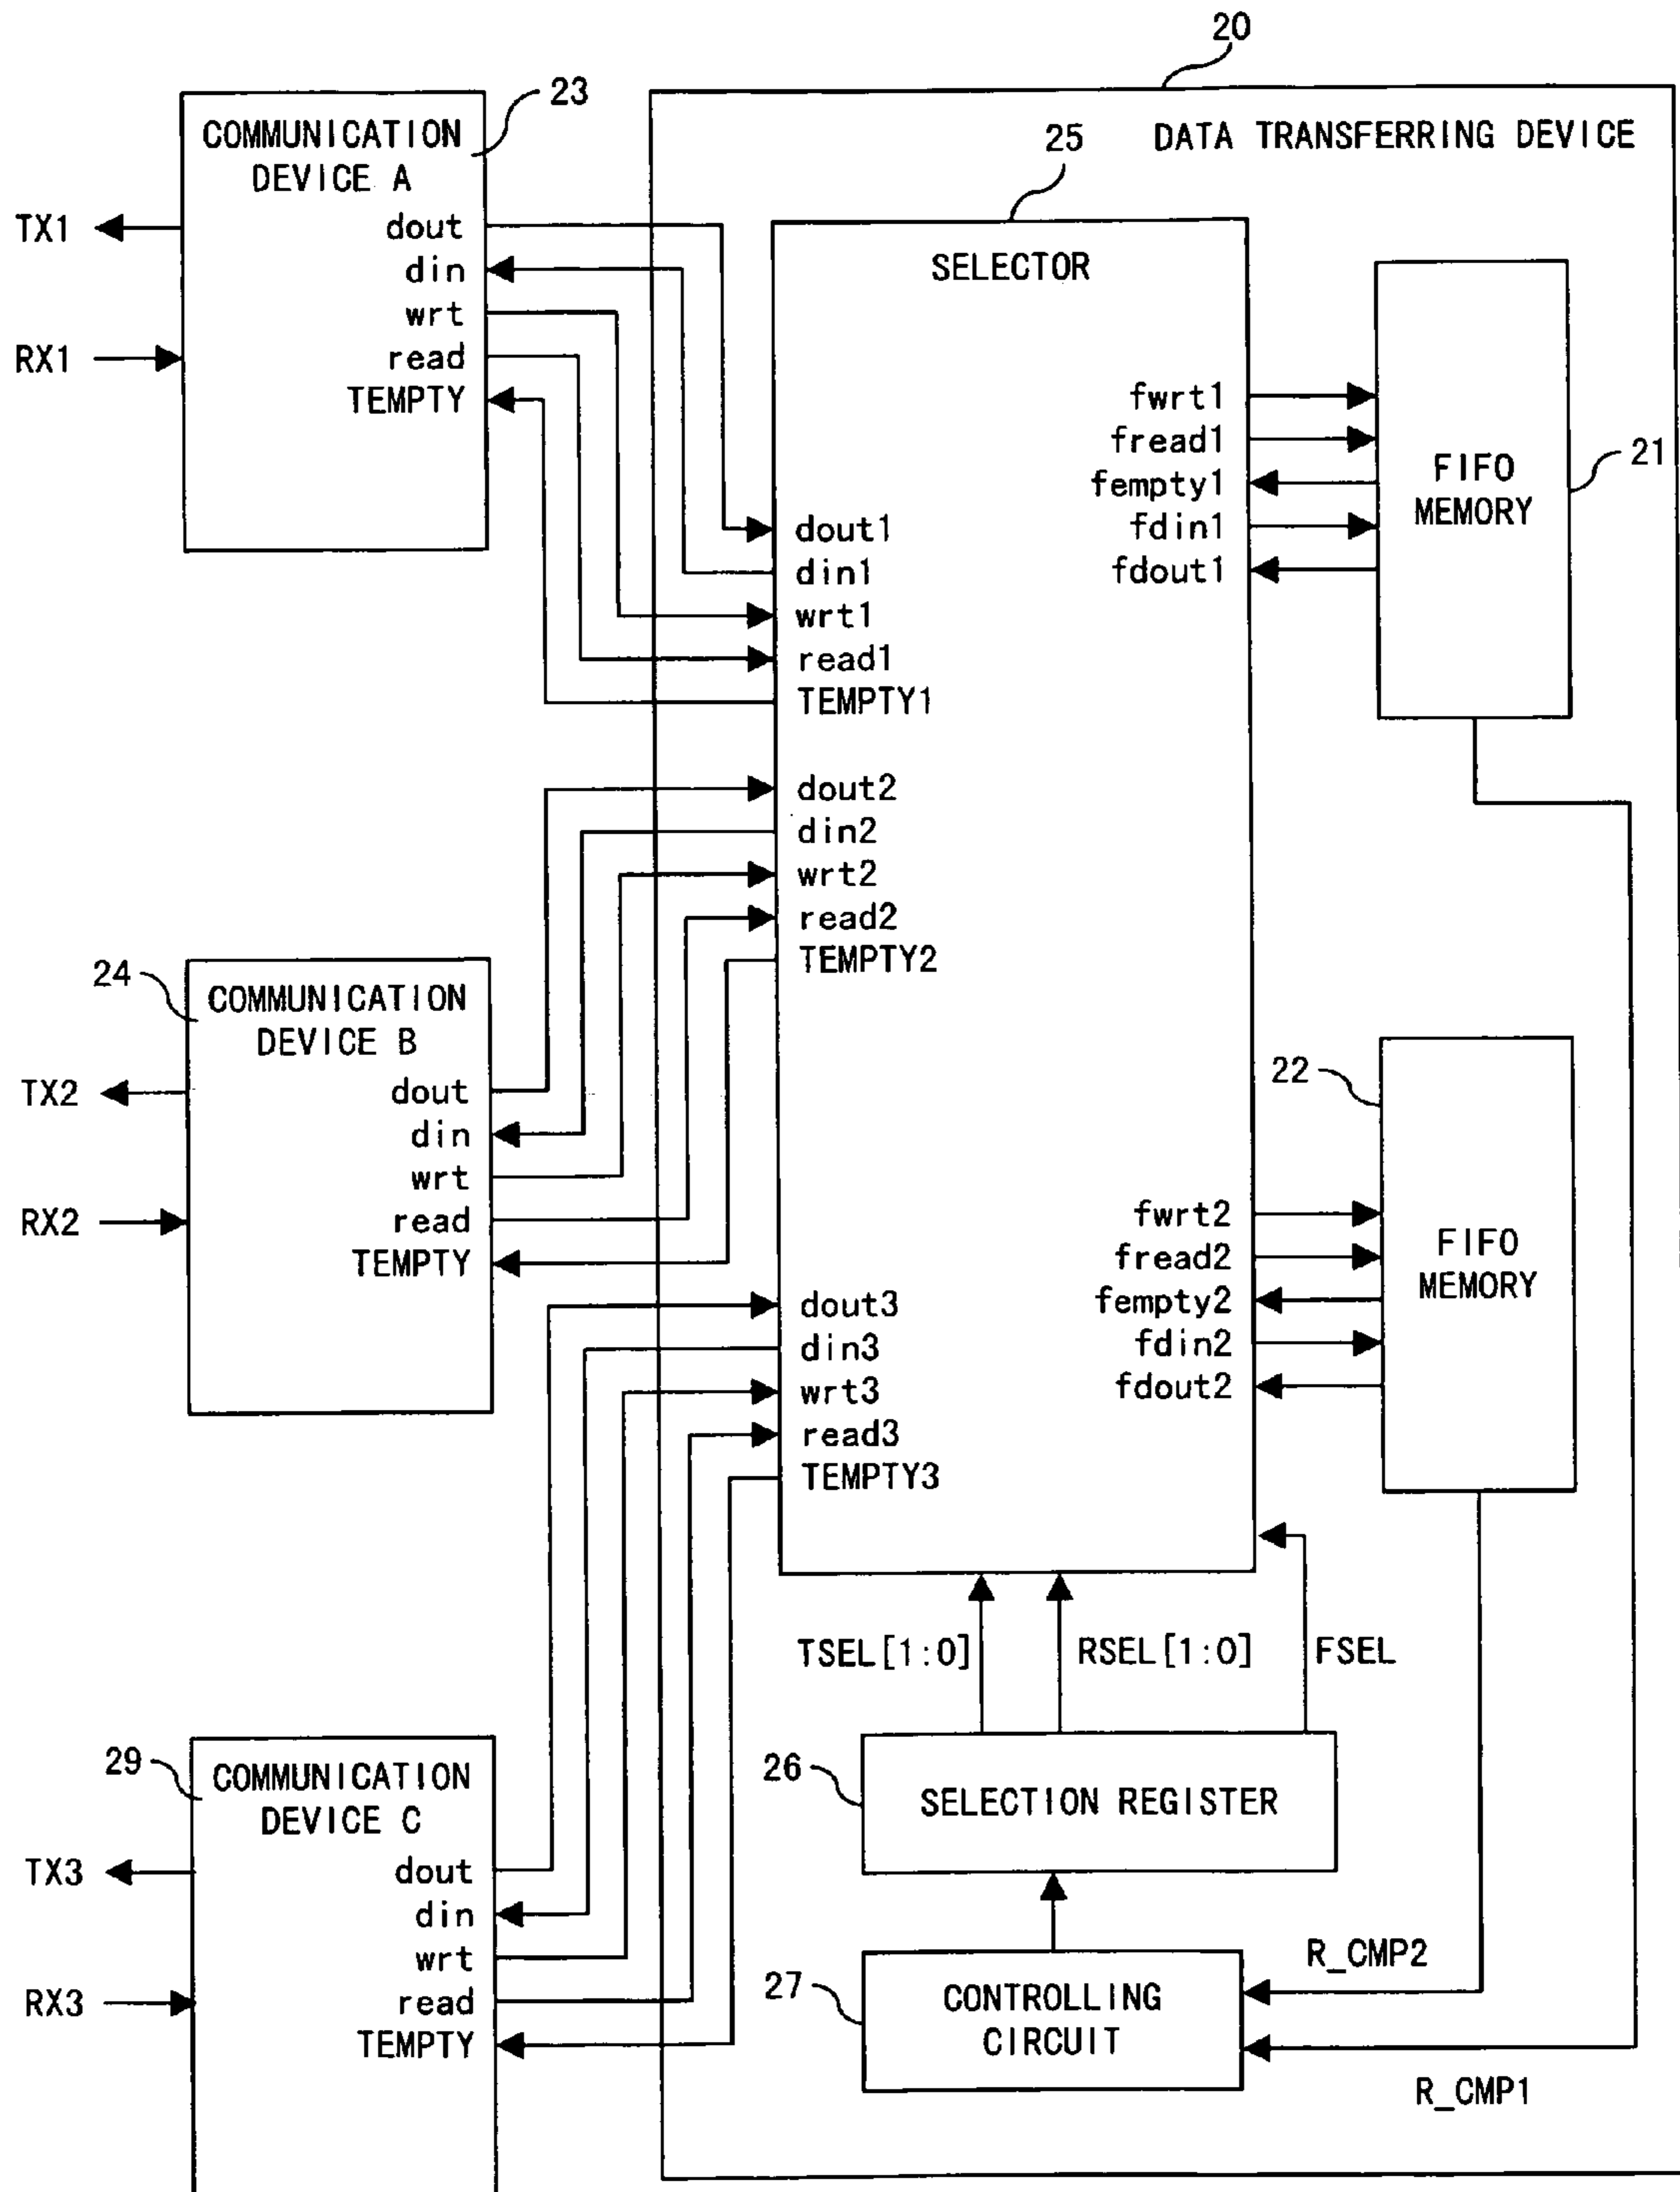 20
DATA TRANSFERRING DEVICE
23
COMMUNICATION
DEVICE A
TX1
RX1
dout
din
wrt
read
TEMPTY
25
SELECTOR
dout1
din1
wrt1
read1
TEMPTY1
dout2
din2
wrt2
read2
TEMPTY2
dout3
din3
wrt3
read3
TEMPTY3
fwrt1
fread1
fempty1
fdin1
fdout1
FIFO
MEMORY
21
24
COMMUNICATION
DEVICE B
TX2
RX2
dout
din
wrt
read
TEMPTY
22
fwrt2
fread2
fempty2
fdin2
fdout2
FIFO
MEMORY
TSEL[1:0]
RSEL[1:0]
FSEL
29
COMMUNICATION
DEVICE C
TX3
RX3
dout
din
wrt
read
TEMPTY
26
SELECTION REGISTER
27
CONTROLLING
CIRCUIT
R_CMP2
R_CMP1